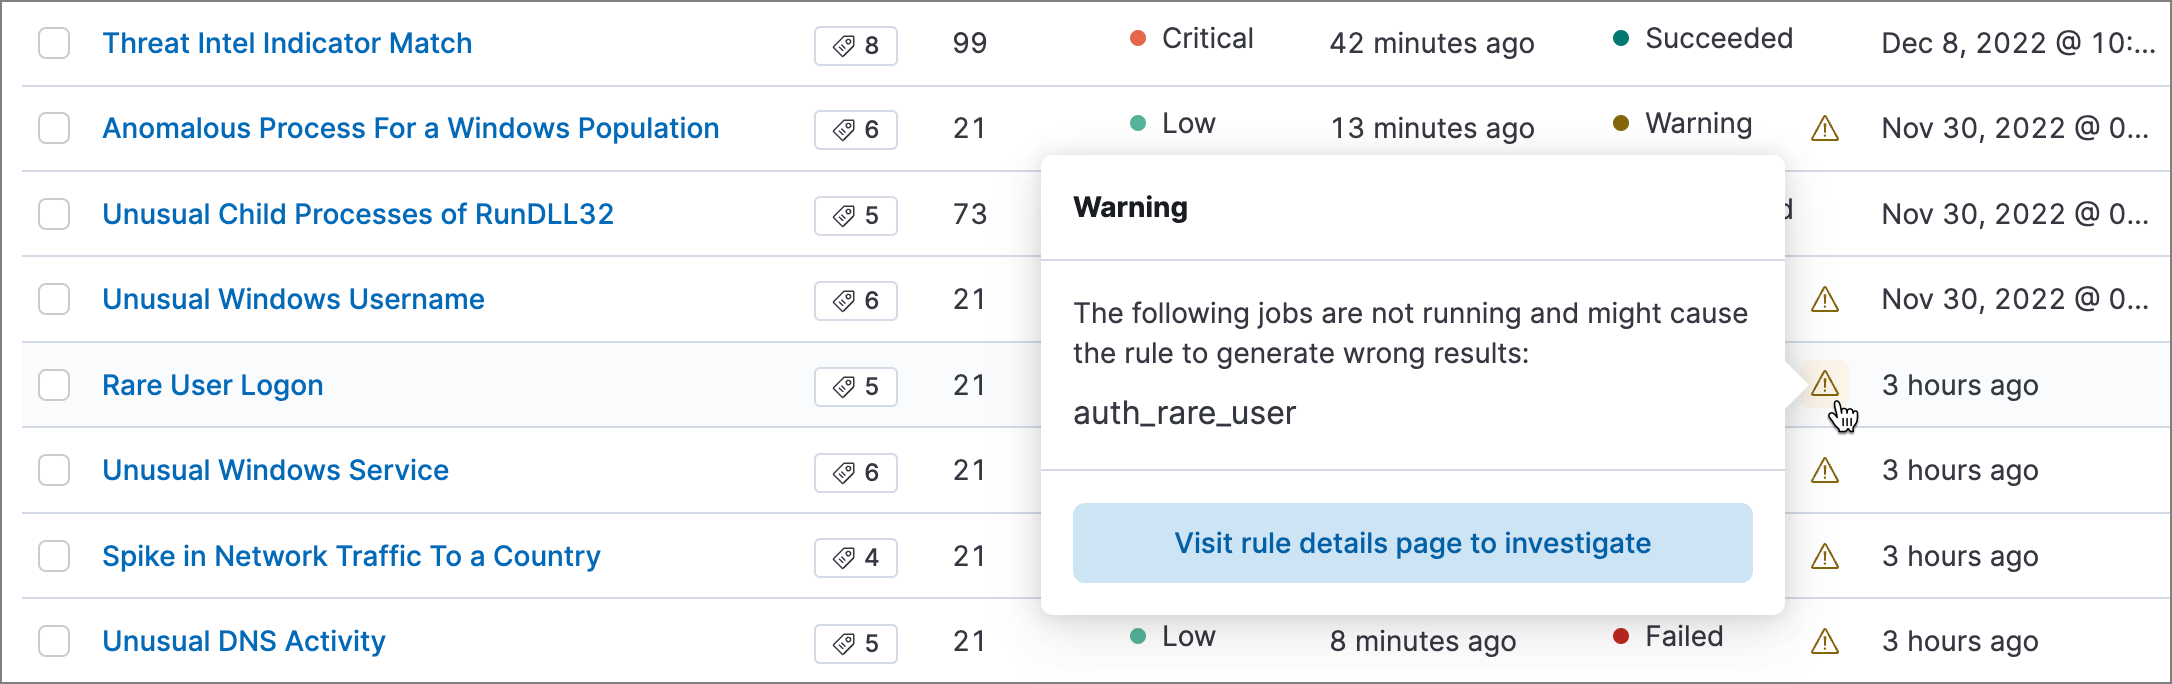 Threat Intel Indicator Match 8 99 Critical 42 minutes ago Succeeded Dec 8, 2022 @ 10:...
Anomalous Process For a Windows Population 6 21 Low 13 minutes ago Warning Nov 30, 2022 @ 0...
Unusual Child Processes of RunDLL32 5 73 Nov 30, 2022 @ 0...
Unusual Windows Username 6 21 Nov 30, 2022 @ 0...
Rare User Logon 5 21 3 hours ago
Unusual Windows Service 6 21 3 hours ago
Spike in Network Traffic To a Country 4 21 3 hours ago
Unusual DNS Activity 5 21 Low 8 minutes ago Failed 3 hours ago
Warning
The following jobs are not running and might cause
the rule to generate wrong results:
auth_rare_user
Visit rule details page to investigate